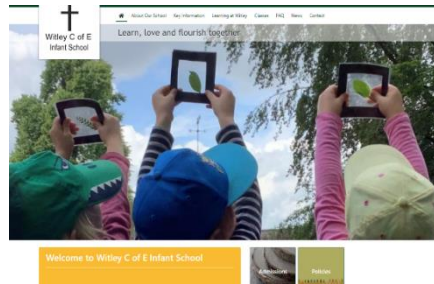 Witley C of E
Infant School
About Our School Key Information Learning at Witley Classes FAQ News Contact
Learn, love and flourish together
Welcome to Witley C of E Infant School
Admissions
Policies